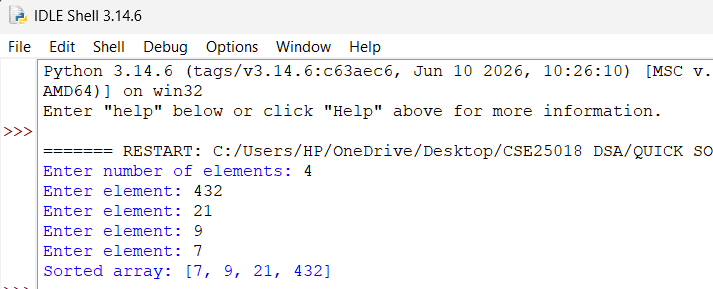 IDLE Shell 3.14.6
File Edit Shell Debug Options Window Help
Python 3.14.6 (tags/v3.14.6:c63aec6, Jun 10 2026, 10:26:10) [MSC v.
AMD64)] on win32
Enter "help" below or click "Help" above for more information.
>>>
======= RESTART: C:/Users/HP/OneDrive/Desktop/CSE25018 DSA/QUICK SO
Enter number of elements: 4
Enter element: 432
Enter element: 21
Enter element: 9
Enter element: 7
Sorted array: [7, 9, 21, 432]
>>>